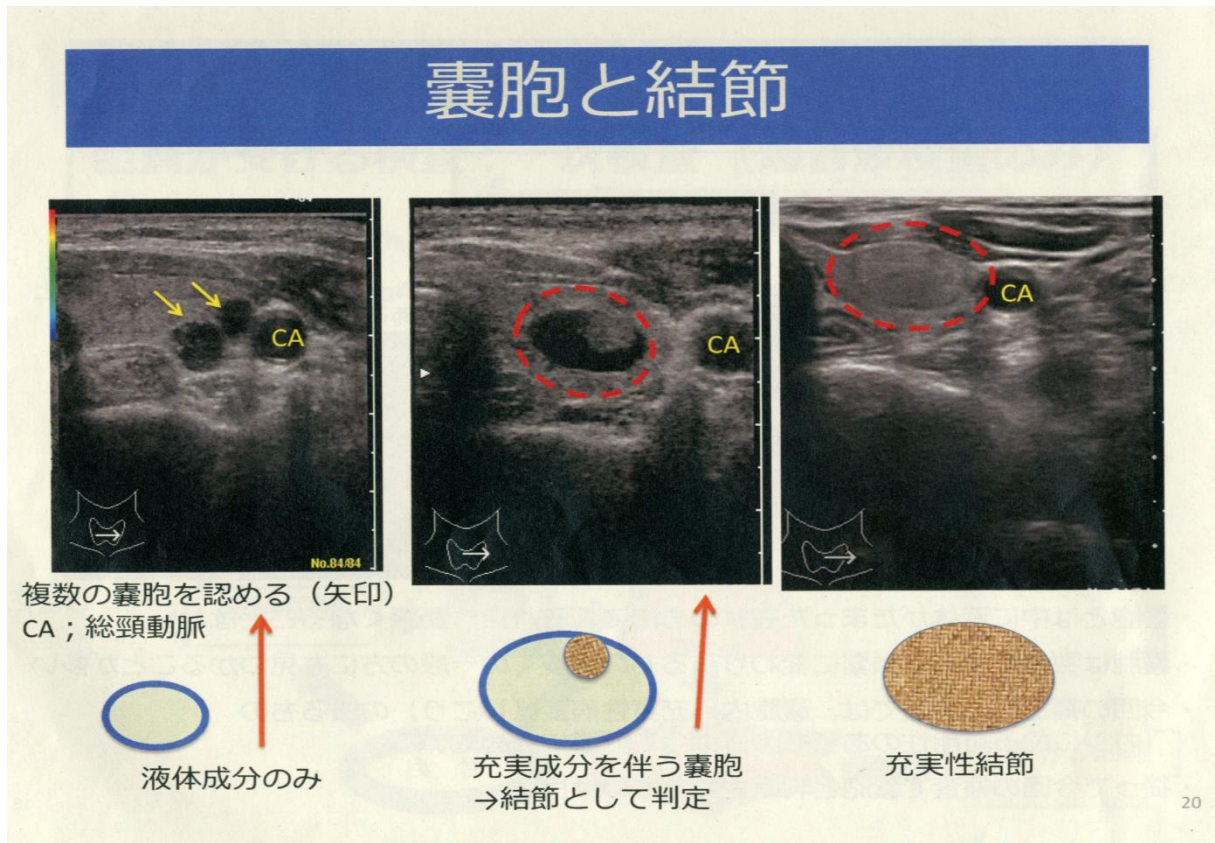 嚢胞と結節
CA
CA
CA
No.84/84
複数の嚢胞を認める（矢印）
CA；総頸動脈
液体成分のみ
充実成分を伴う嚢胞
→結節として判定
充実性結節
20